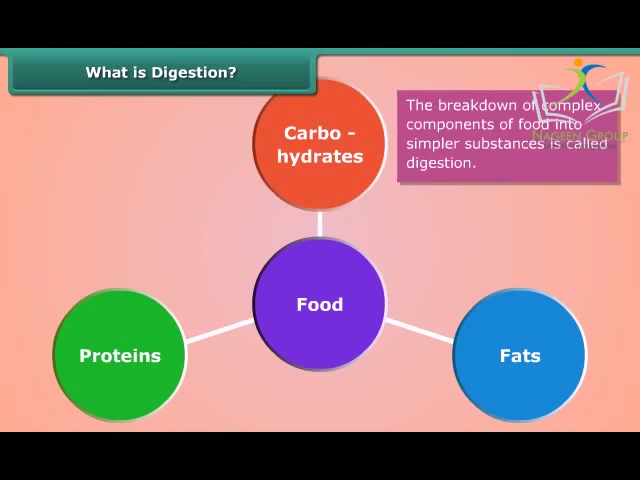 What is Digestion?
Carbo -
hydrates
The breakdown of complex
components of food into
simpler substances is called
digestion.
NAGEEN GROUP
Food
Proteins
Fats